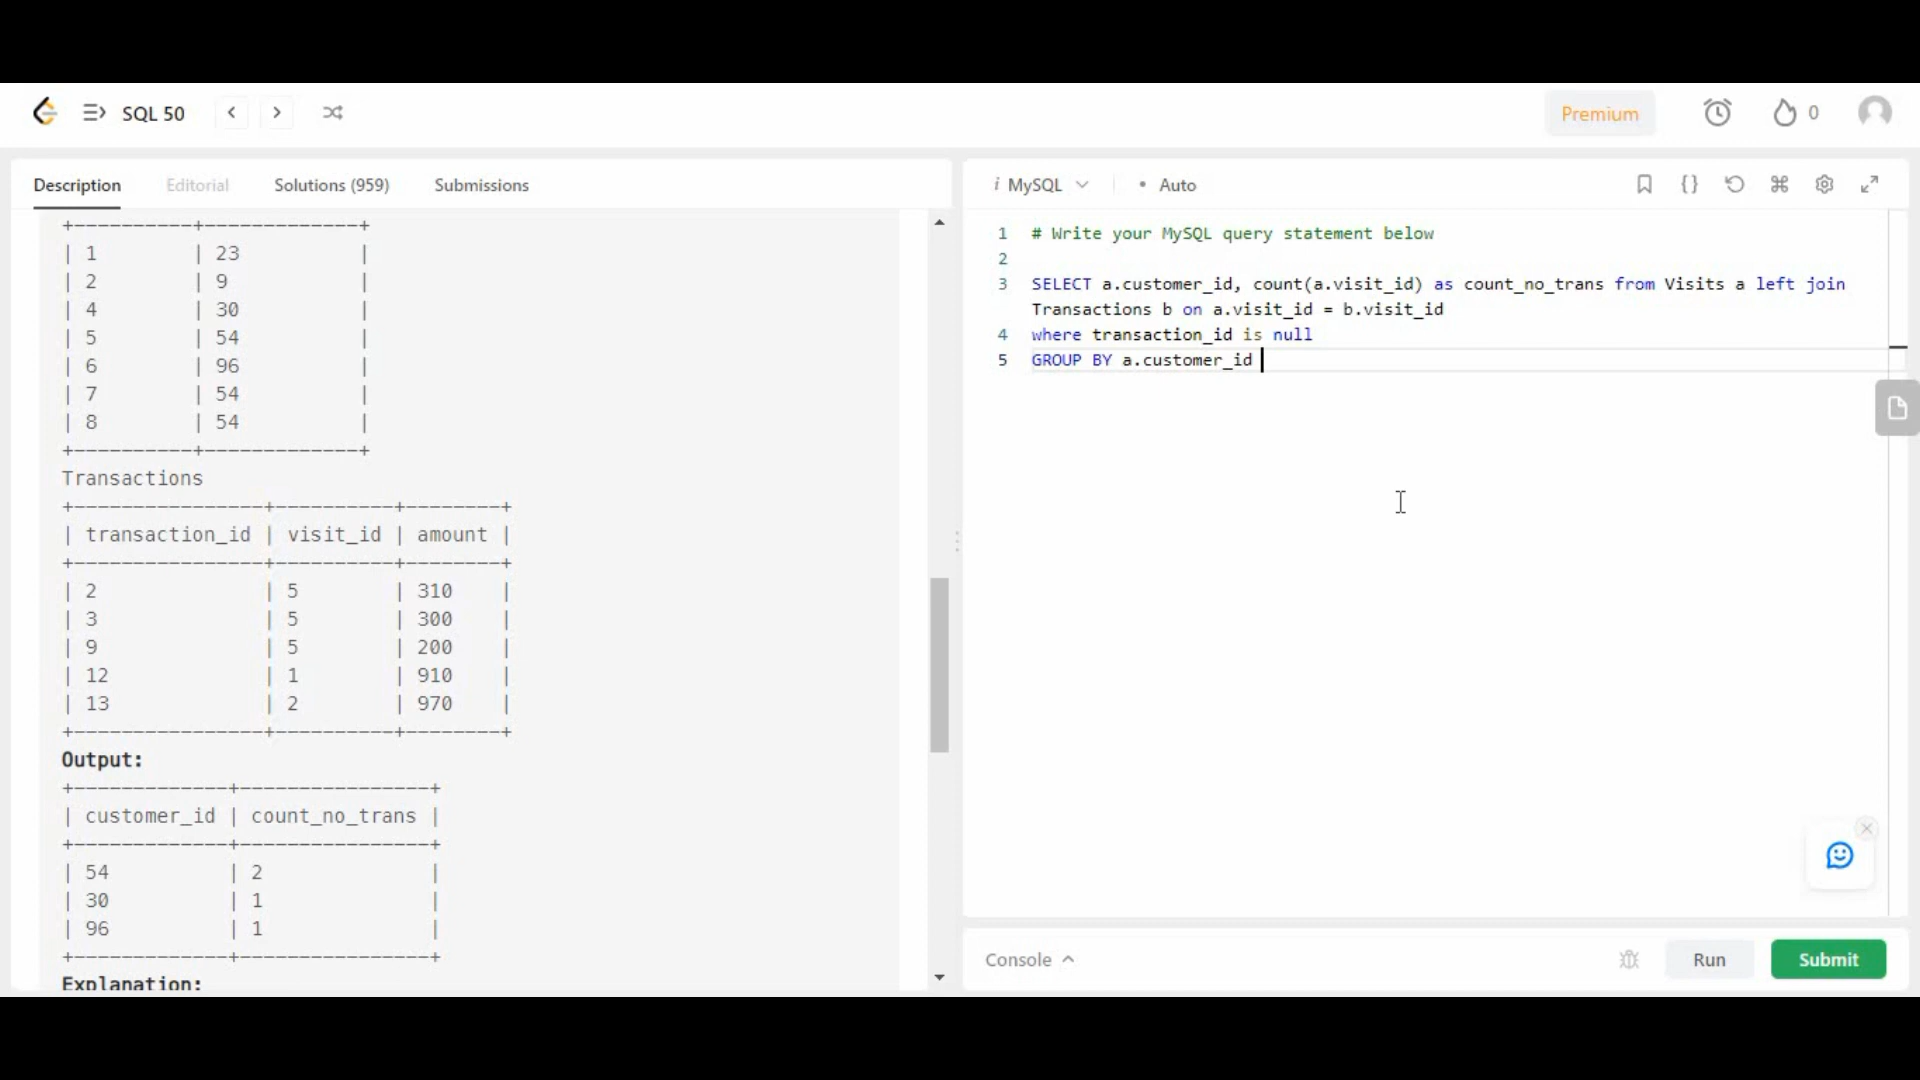 SQL 50
Premium
0
Description Editorial Solutions (959) Submissions
+----------+-------------+
| 1 | 23 |
| 2 | 9 |
| 4 | 30 |
| 5 | 54 |
| 6 | 96 |
| 7 | 54 |
| 8 | 54 |
+----------+-------------+
Transactions
+----------------+----------+--------+
| transaction_id | visit_id | amount |
+----------------+----------+--------+
| 2 | 5 | 310 |
| 3 | 5 | 300 |
| 9 | 5 | 200 |
| 12 | 1 | 910 |
| 13 | 2 | 970 |
+----------------+----------+--------+
Output:
+-------------+----------------+
| customer_id | count_no_trans |
+-------------+----------------+
| 54 | 2 |
| 30 | 1 |
| 96 | 1 |
+-------------+----------------+
Explanation:
i MySQL • Auto
1 # Write your MySQL query statement below
2
3 SELECT a.customer_id, count(a.visit_id) as count_no_trans from Visits a left join
Transactions b on a.visit_id = b.visit_id
4 where transaction_id is null
5 GROUP BY a.customer_id
Console Run Submit